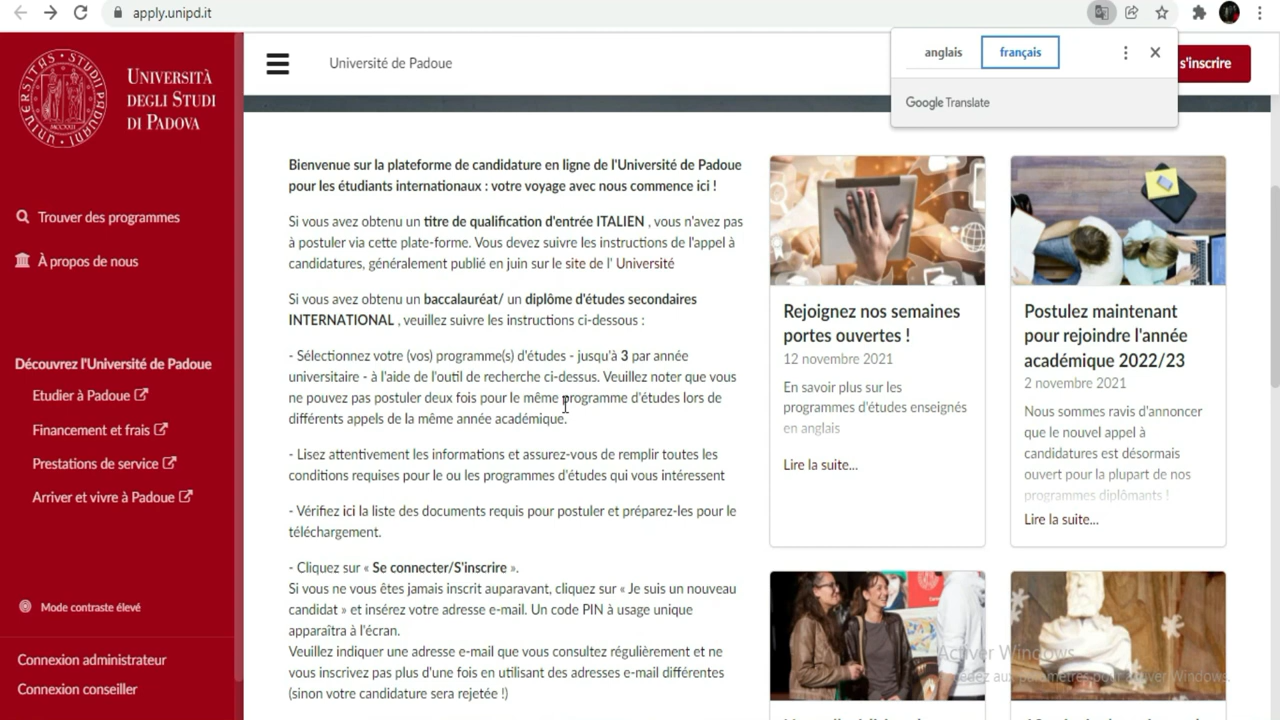 apply.unipd.it
anglais
français
Google Translate
UNIVERSITÀ
DEGLI STUDI
DI PADOVA
Université de Padoue
s'inscrire
Trouver des programmes
À propos de nous
Découvrez l'Université de Padoue
Etudier à Padoue
Financement et frais
Prestations de service
Arriver et vivre à Padoue
Mode contraste élevé
Connexion administrateur
Connexion conseiller
Bienvenue sur la plateforme de candidature en ligne de l'Université de Padoue
pour les étudiants internationaux : votre voyage avec nous commence ici !
Si vous avez obtenu un titre de qualification d'entrée ITALIEN , vous n'avez pas
à postuler via cette plate-forme. Vous devez suivre les instructions de l'appel à
candidatures, généralement publié en juin sur le site de l' Université
Si vous avez obtenu un baccalauréat/ un diplôme d'études secondaires
INTERNATIONAL , veuillez suivre les instructions ci-dessous :
- Sélectionnez votre (vos) programme(s) d'études - jusqu'à 3 par année
universitaire - à l'aide de l'outil de recherche ci-dessus. Veuillez noter que vous
ne pouvez pas postuler deux fois pour le même programme d'études lors de
différents appels de la même année académique.
- Lisez attentivement les informations et assurez-vous de remplir toutes les
conditions requises pour le ou les programmes d'études qui vous intéressent
- Vérifiez ici la liste des documents requis pour postuler et préparez-les pour le
téléchargement.
- Cliquez sur « Se connecter/S'inscrire ».
Si vous ne vous êtes jamais inscrit auparavant, cliquez sur « Je suis un nouveau
candidat » et insérez votre adresse e-mail. Un code PIN à usage unique
apparaîtra à l'écran.
Veuillez indiquer une adresse e-mail que vous consultez régulièrement et ne
vous inscrivez pas plus d'une fois en utilisant des adresses e-mail différentes
(sinon votre candidature sera rejetée !)
Rejoignez nos semaines
portes ouvertes !
12 novembre 2021
En savoir plus sur les
programmes d'études enseignés
en anglais
Lire la suite...
Postulez maintenant
pour rejoindre l'année
académique 2022/23
2 novembre 2021
Nous sommes ravis d'annoncer
que le nouvel appel à
candidatures est désormais
ouvert pour la plupart de nos
programmes diplômants !
Lire la suite...
Activer Windows
aux paramètres pour activer Windows.